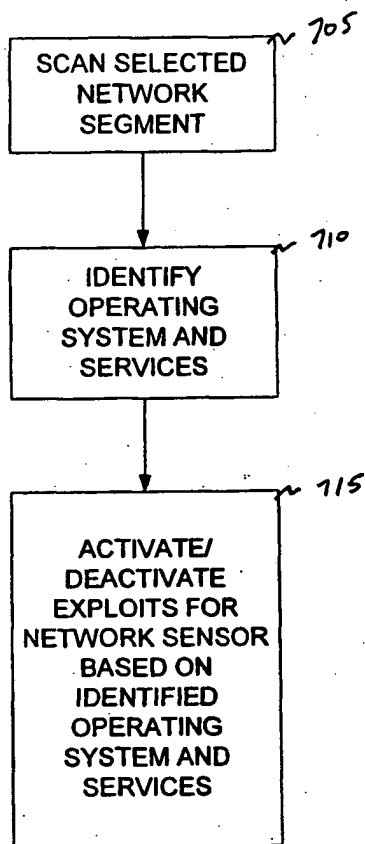 705
SCAN SELECTED
NETWORK
SEGMENT
710
IDENTIFY
OPERATING
SYSTEM AND
SERVICES
715
ACTIVATE/
DEACTIVATE
EXPLOITS FOR
NETWORK SENSOR
BASED ON
IDENTIFIED
OPERATING
SYSTEM AND
SERVICES